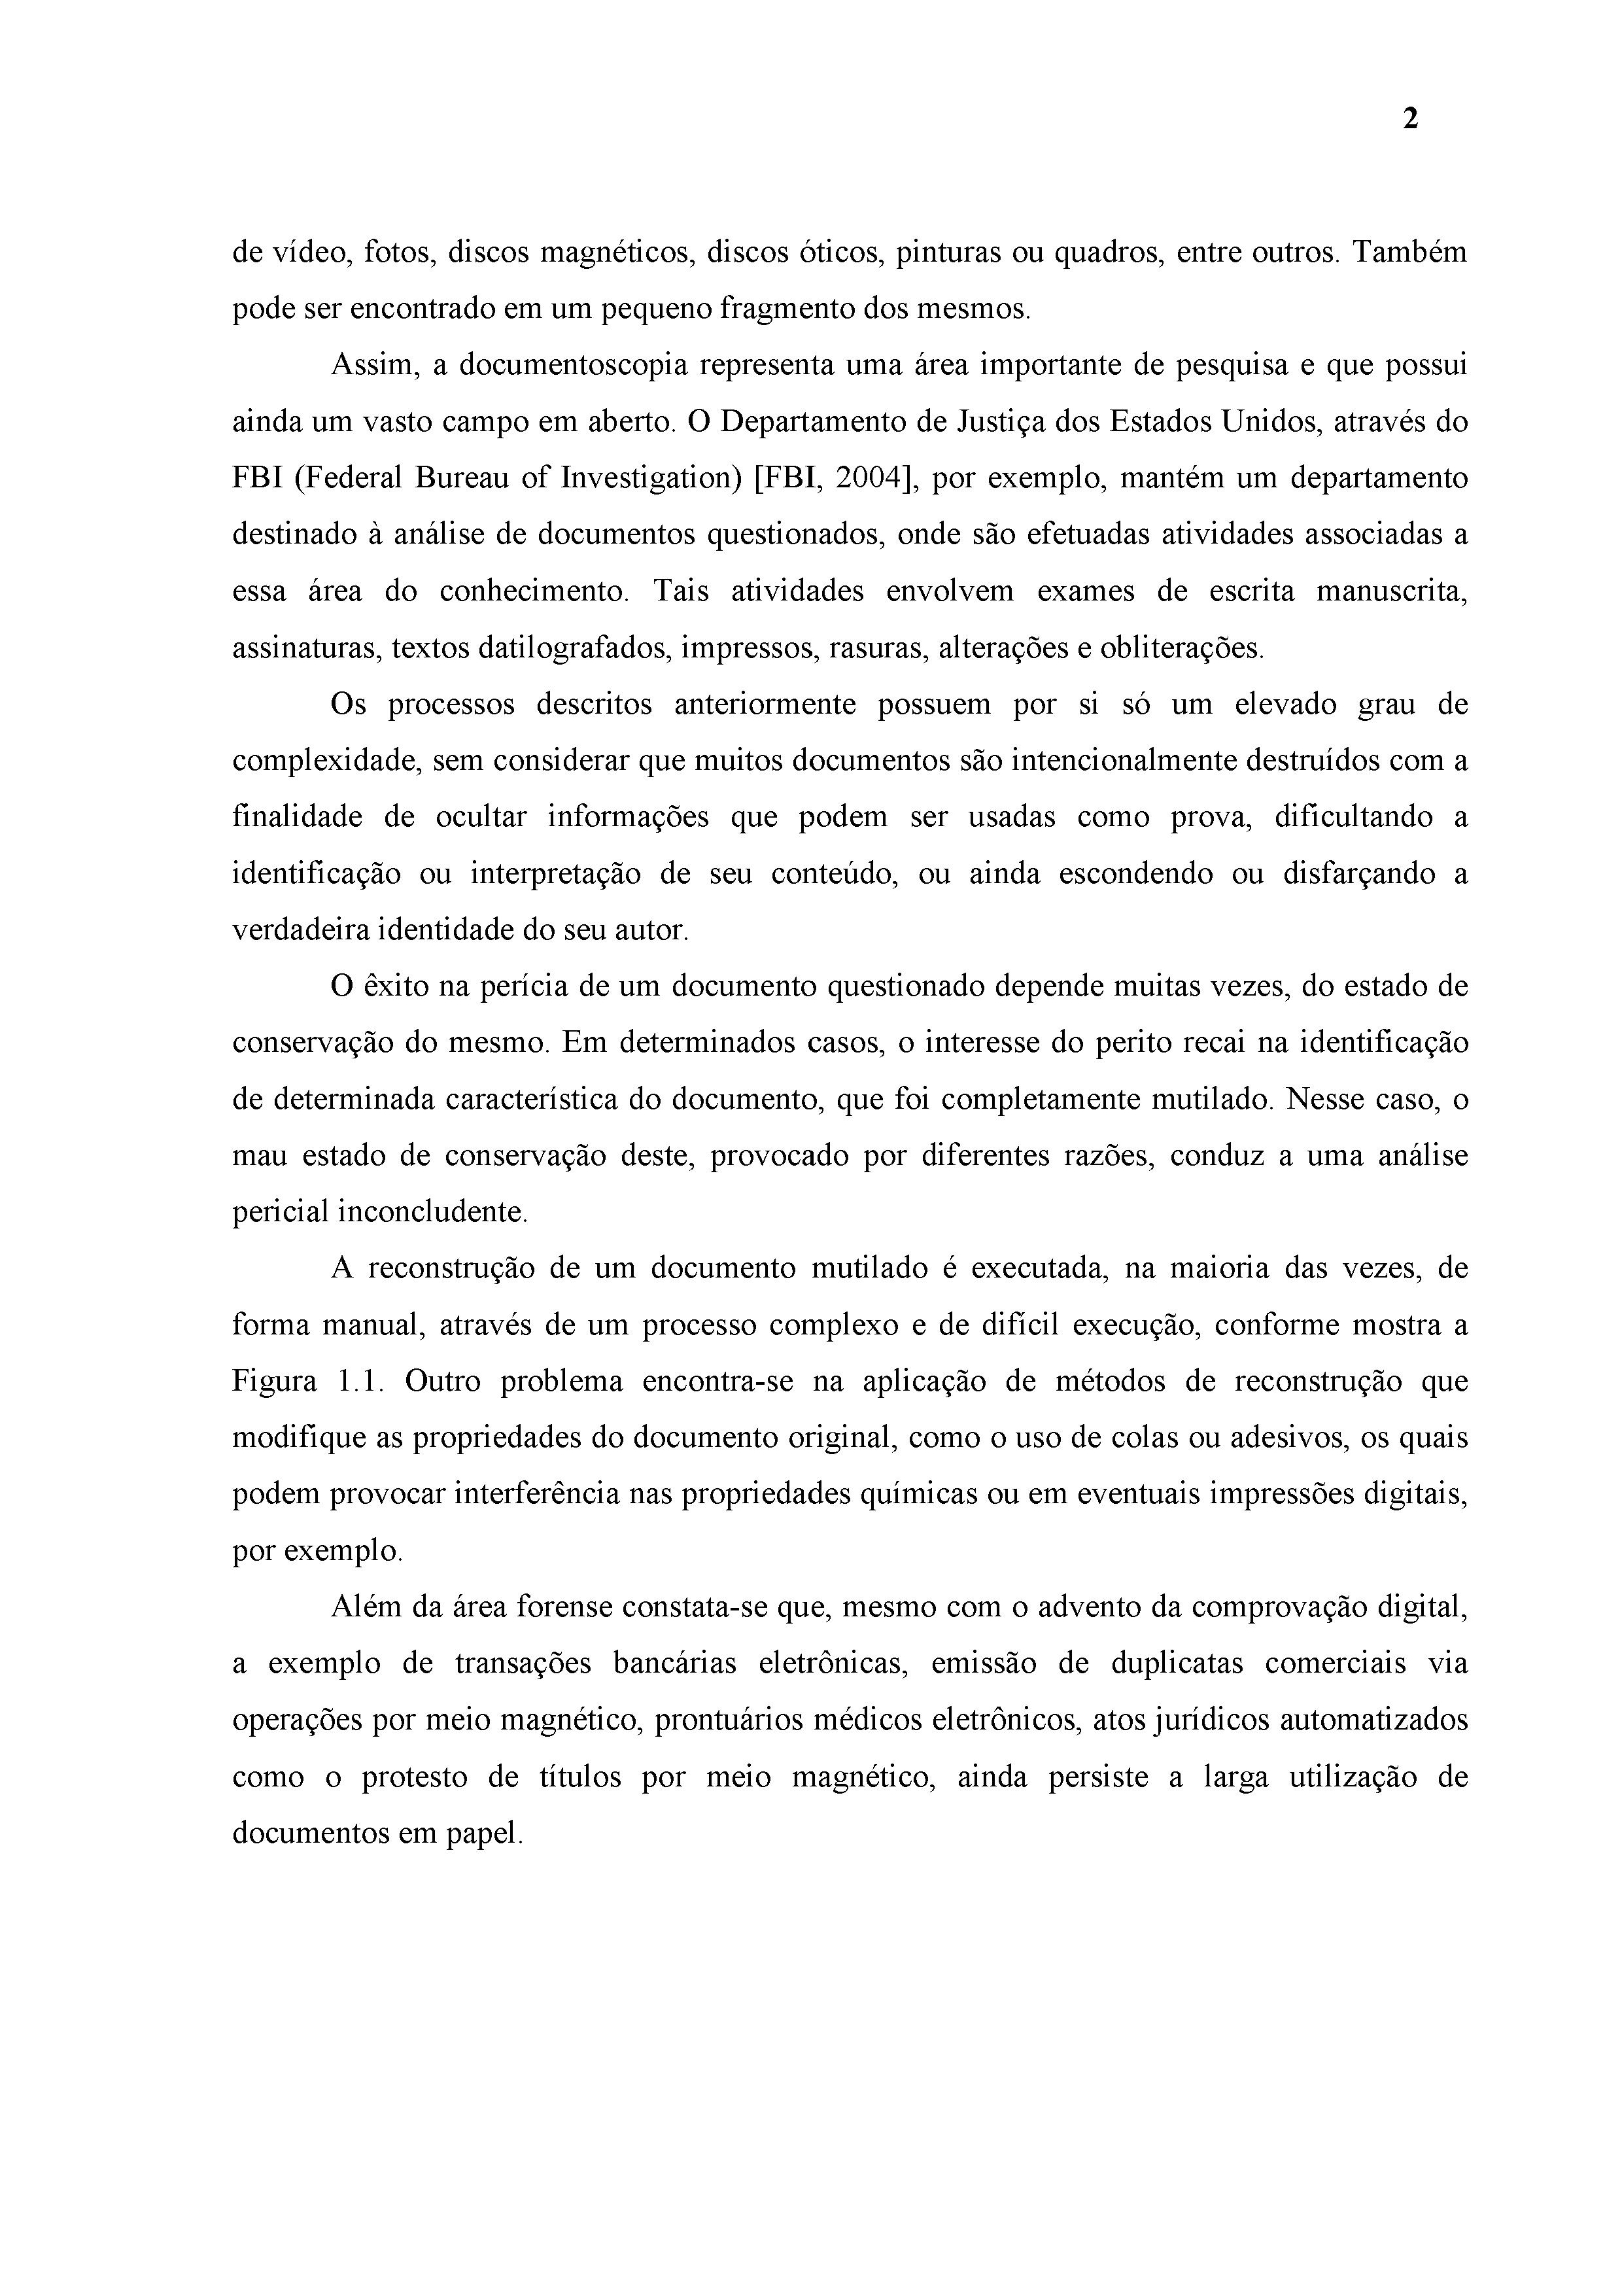 2
de vídeo, fotos, discos magnéticos, discos óticos, pinturas ou quadros, entre outros. Também
pode ser encontrado em um pequeno fragmento dos mesmos.
Assim, a documentoscopia representa uma área importante de pesquisa e que possui
ainda um vasto campo em aberto. O Departamento de Justiça dos Estados Unidos, através do
FBI (Federal Bureau of Investigation) [FBI, 2004], por exemplo, mantém um departamento
destinado à análise de documentos questionados, onde são efetuadas atividades associadas a
essa área do conhecimento. Tais atividades envolvem exames de escrita manuscrita,
assinaturas, textos datilografados, impressos, rasuras, alterações e obliterações.
Os processos descritos anteriormente possuem por si só um elevado grau de
complexidade, sem considerar que muitos documentos são intencionalmente destruídos com a
finalidade de ocultar informações que podem ser usadas como prova, dificultando a
identificação ou interpretação de seu conteúdo, ou ainda escondendo ou disfarçando a
verdadeira identidade do seu autor.
O êxito na perícia de um documento questionado depende muitas vezes, do estado de
conservação do mesmo. Em determinados casos, o interesse do perito recai na identificação
de determinada característica do documento, que foi completamente mutilado. Nesse caso, o
mau estado de conservação deste, provocado por diferentes razões, conduz a uma análise
pericial inconcludente.
A reconstrução de um documento mutilado é executada, na maioria das vezes, de
forma manual, através de um processo complexo e de difícil execução, conforme mostra a
Figura 1.1. Outro problema encontra-se na aplicação de métodos de reconstrução que
modifique as propriedades do documento original, como o uso de colas ou adesivos, os quais
podem provocar interferência nas propriedades químicas ou em eventuais impressões digitais,
por exemplo.
Além da área forense constata-se que, mesmo com o advento da comprovação digital,
a exemplo de transações bancárias eletrônicas, emissão de duplicatas comerciais via
operações por meio magnético, prontuários médicos eletrônicos, atos jurídicos automatizados
como o protesto de títulos por meio magnético, ainda persiste a larga utilização de
documentos em papel.